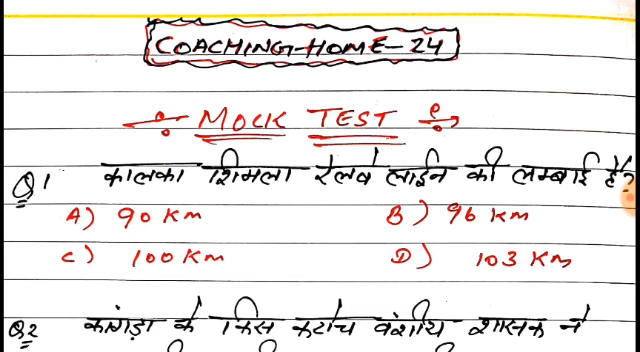 COACHING-HOME-24
MOCK TEST
Q1 कालका शिमला रेलवे लाईन की लम्बाई है?
A) 90 Km B) 96 Km
C) 100 Km D) 103 Km
Q2 कांगड़ा के किस कटोच वंशीय शासक ने